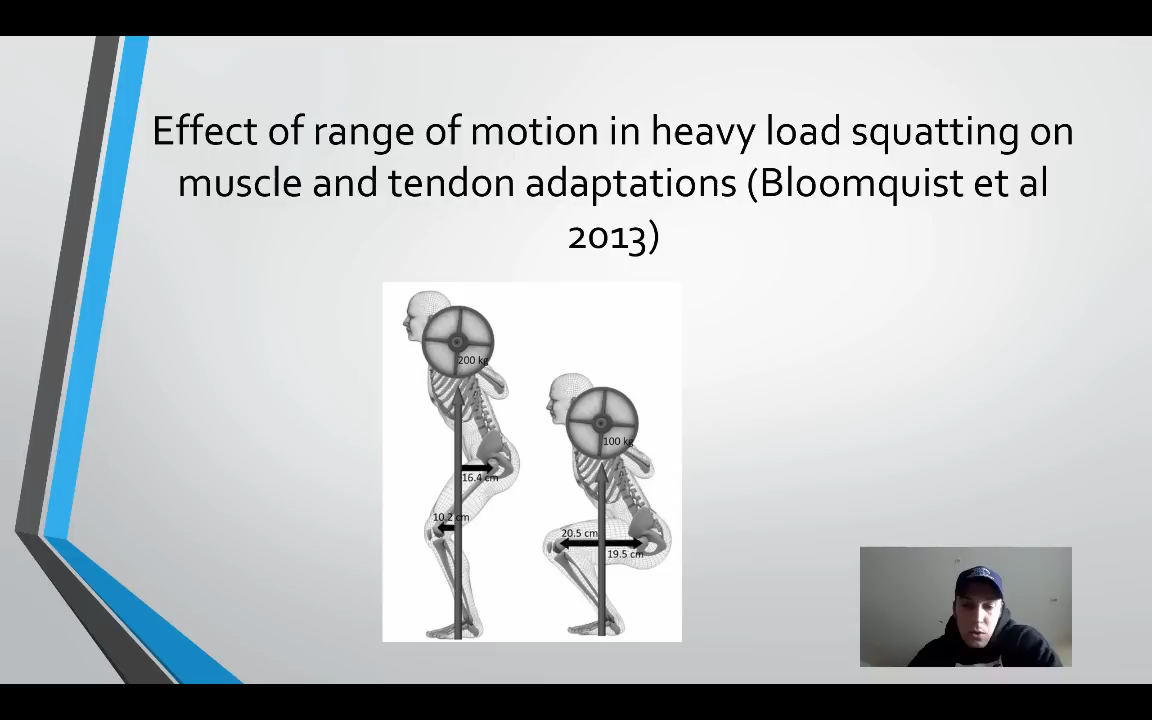 Effect of range of motion in heavy load squatting on
muscle and tendon adaptations (Bloomquist et al
2013)
200 kg
16.4 cm
10.2 cm
100 kg
20.5 cm
19.5 cm